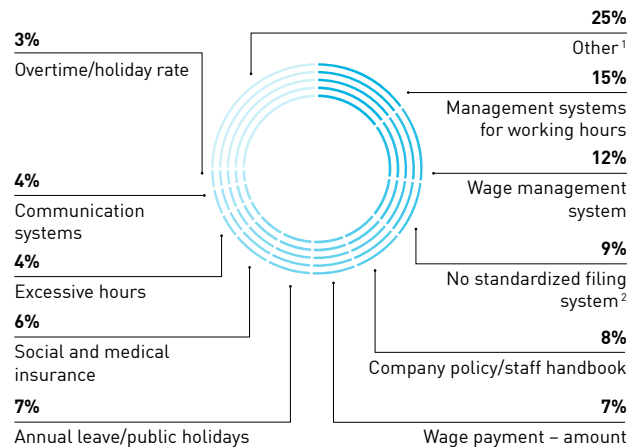 25%
Other 1
15%
Management systems
for working hours
12%
Wage management
system
9%
No standardized filing
system 2
8%
Company policy/staff handbook
7%
Wage payment – amount
7%
Annual leave/public holidays
6%
Social and medical
insurance
4%
Excessive hours
4%
Communication
systems
3%
Overtime/holiday rate